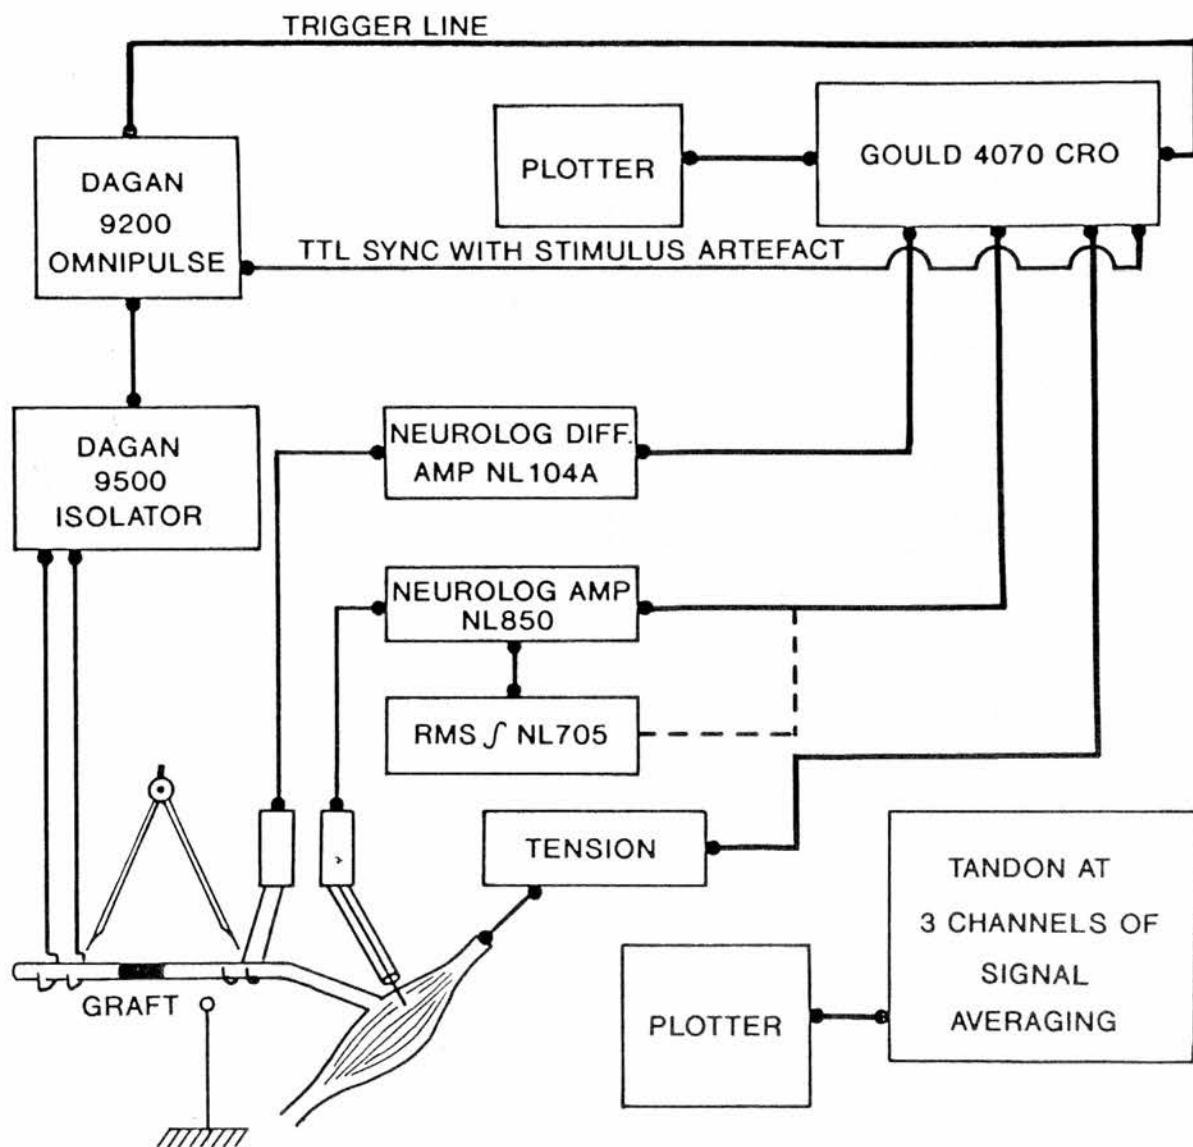 TRIGGER LINE
PLOTTER
GOULD 4070 CRO
DAGAN
9200
OMNIPULSE
TTL SYNC WITH STIMULUS ARTEFACT
DAGAN
9500
ISOLATOR
NEUROLOG DIFF.
AMP NL104A
NEUROLOG AMP
NL850
RMS ∫ NL705
TENSION
TANDON AT
3 CHANNELS OF
SIGNAL
AVERAGING
GRAFT
PLOTTER